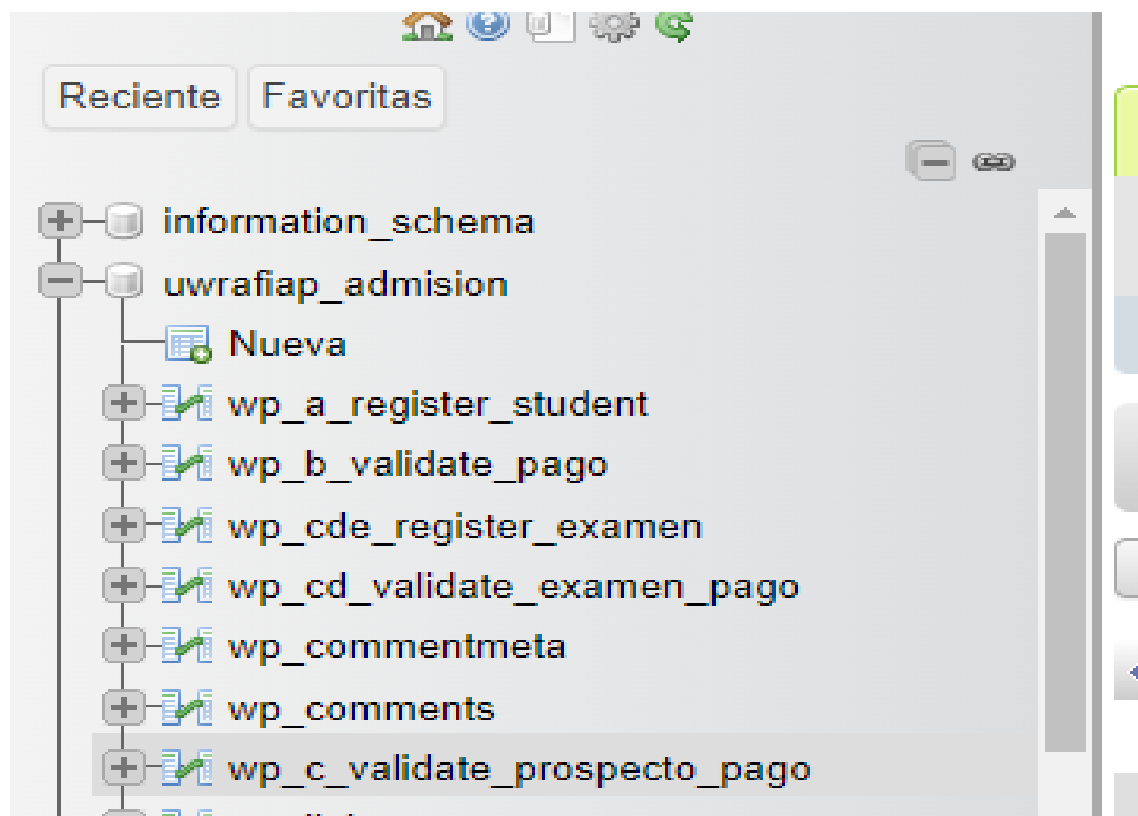 Reciente Favoritas
information_schema
uwrafiap_admision
Nueva
wp_a_register_student
wp_b_validate_pago
wp_cde_register_examen
wp_cd_validate_examen_pago
wp_commentmeta
wp_comments
wp_c_validate_prospecto_pago